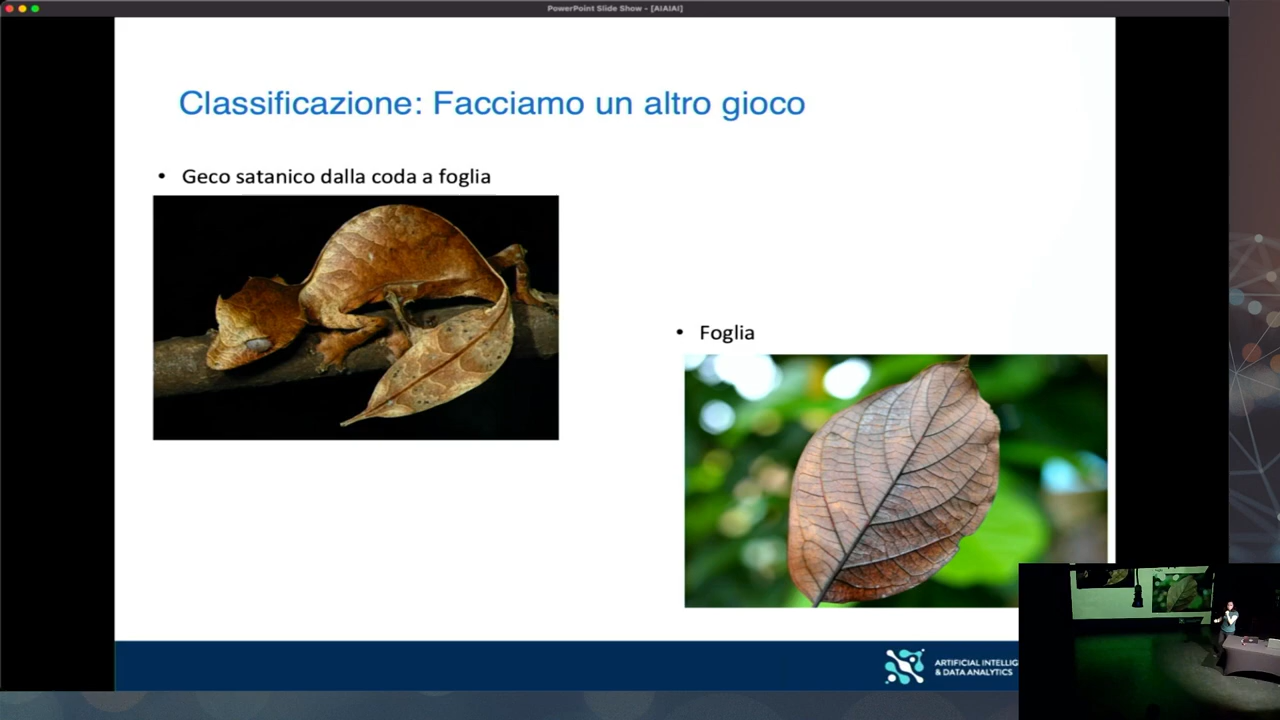 PowerPoint Slide Show - [AIAIAI]
Classificazione: Facciamo un altro gioco
• Geco satanico dalla coda a foglia
• Foglia
ARTIFICIAL INTELLIG
& DATA ANALYTICS